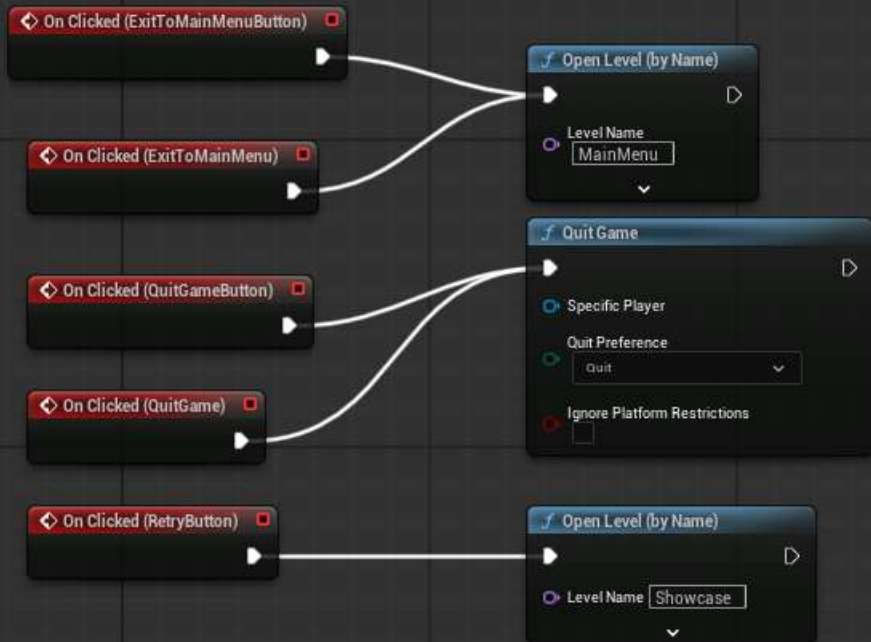 On Clicked (ExitToMainMenuButton)
Open Level (by Name)
Level Name
MainMenu
On Clicked (ExitToMainMenu)
Quit Game
Specific Player
Quit Preference
Quit
Ignore Platform Restrictions
On Clicked (QuitGameButton)
On Clicked (QuitGame)
On Clicked (RetryButton)
Open Level (by Name)
Level Name Showcase